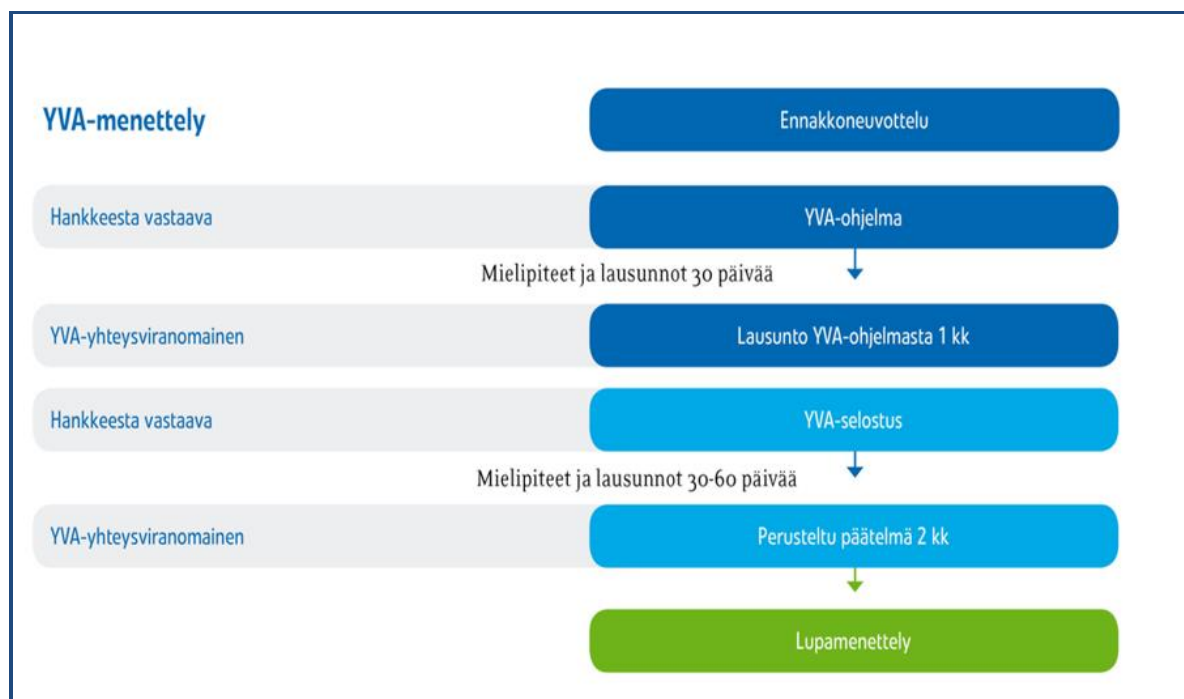 YVA-menettely
Ennakkoneuvottelu
Hankkeesta vastaava
YVA-ohjelma
Mielipiteet ja lausunnot 30 päivää
YVA-yhteysviranomainen
Lausunto YVA-ohjelmasta 1 kk
Hankkeesta vastaava
YVA-selostus
Mielipiteet ja lausunnot 30-60 päivää
YVA-yhteysviranomainen
Perusteltu päätelmä 2 kk
Lupamenettely